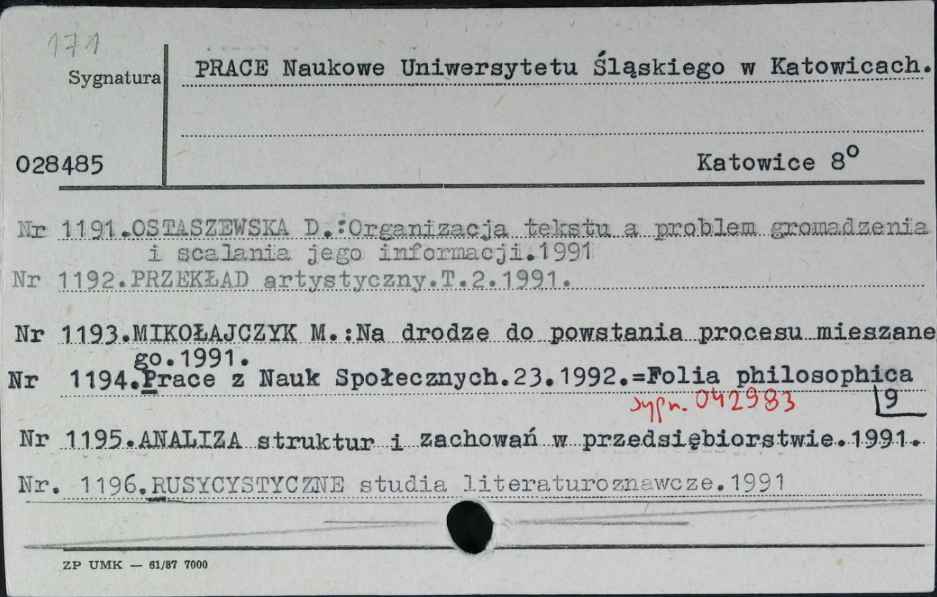 171
Sygnatura
PRACE Naukowe Uniwersytetu Śląskiego w Katowicach.
028485
Katowice 8º
Nr 1191.OSTASZEWSKA D.:Organizacja tekstu a problem gromadzenia
i scalania jego informacji.1991
Nr 1192.PRZEKŁAD artystyczny.T.2.1991.
Nr 1193.MIKOŁAJCZYK M.:Na drodze do powstania procesu mieszane
go.1991.
Nr 1194.Prace z Nauk Społecznych.23.1992.=Folia philosophica
sygn. 042983 9
Nr 1195.ANALIZA struktur i zachowań w przedsiębiorstwie.1991.
Nr. 1196.RUSYCYSTYCZNE studia literaturoznawcze.1991
ZP UMK — 61/87 7000